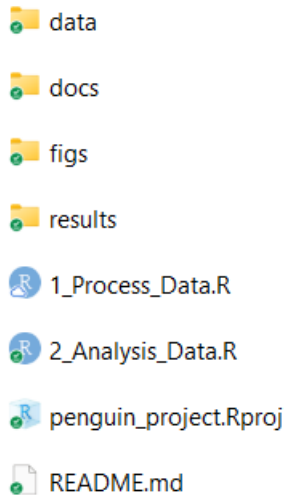 data
docs
figs
results
R 1_Process_Data.R
R 2_Analysis_Data.R
R penguin_project.Rproj
README.md